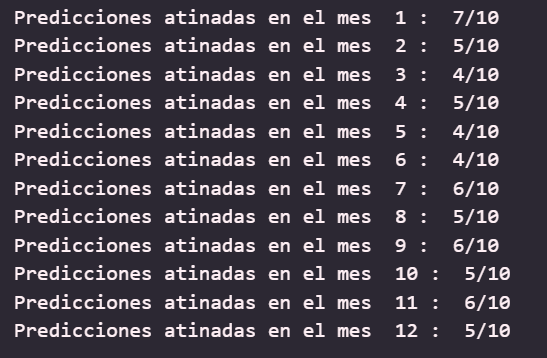 Predicciones atinadas en el mes  1 :  7/10
Predicciones atinadas en el mes  2 :  5/10
Predicciones atinadas en el mes  3 :  4/10
Predicciones atinadas en el mes  4 :  5/10
Predicciones atinadas en el mes  5 :  4/10
Predicciones atinadas en el mes  6 :  4/10
Predicciones atinadas en el mes  7 :  6/10
Predicciones atinadas en el mes  8 :  5/10
Predicciones atinadas en el mes  9 :  6/10
Predicciones atinadas en el mes  10 :  5/10
Predicciones atinadas en el mes  11 :  6/10
Predicciones atinadas en el mes  12 :  5/10